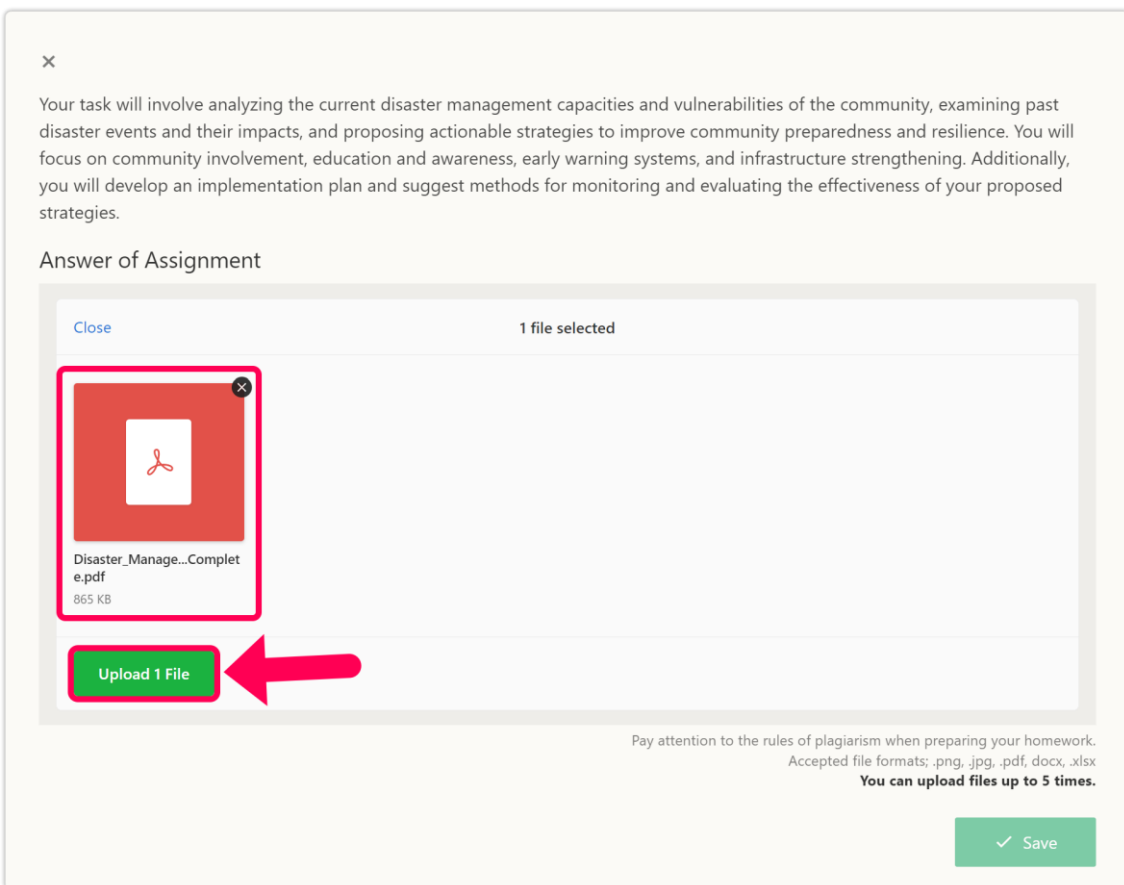 Your task will involve analyzing the current disaster management capacities and vulnerabilities of the community, examining past
disaster events and their impacts, and proposing actionable strategies to improve community preparedness and resilience. You will
focus on community involvement, education and awareness, early warning systems, and infrastructure strengthening. Additionally,
you will develop an implementation plan and suggest methods for monitoring and evaluating the effectiveness of your proposed
strategies.
Answer of Assignment
Close
1 file selected
Disaster_Manage...Complet
e.pdf
865 KB
Upload 1 File
Pay attention to the rules of plagiarism when preparing your homework.
Accepted file formats; .png, .jpg, .pdf, docx, .xlsx
You can upload files up to 5 times.
Save